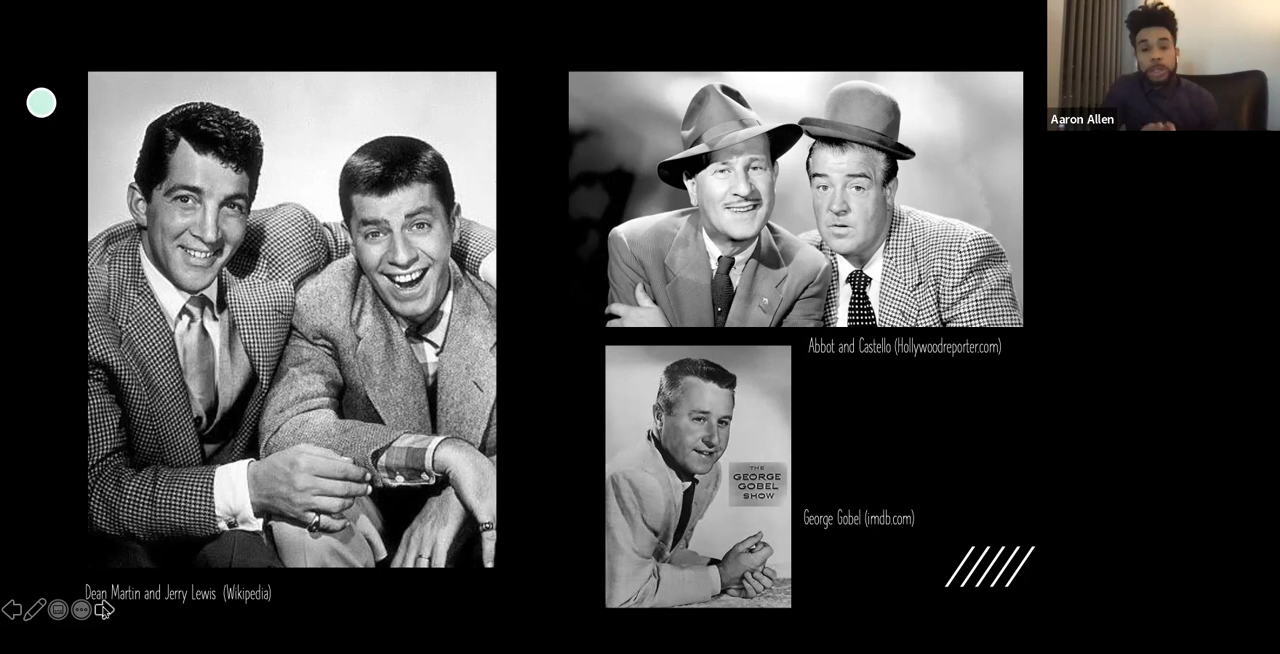 Aaron Allen
Abbot and Castello (Hollywoodreporter.com)
THE
GEORGE
GOBEL
SHOW
George Gobel (imdb.com)
Dean Martin and Jerry Lewis (Wikipedia)